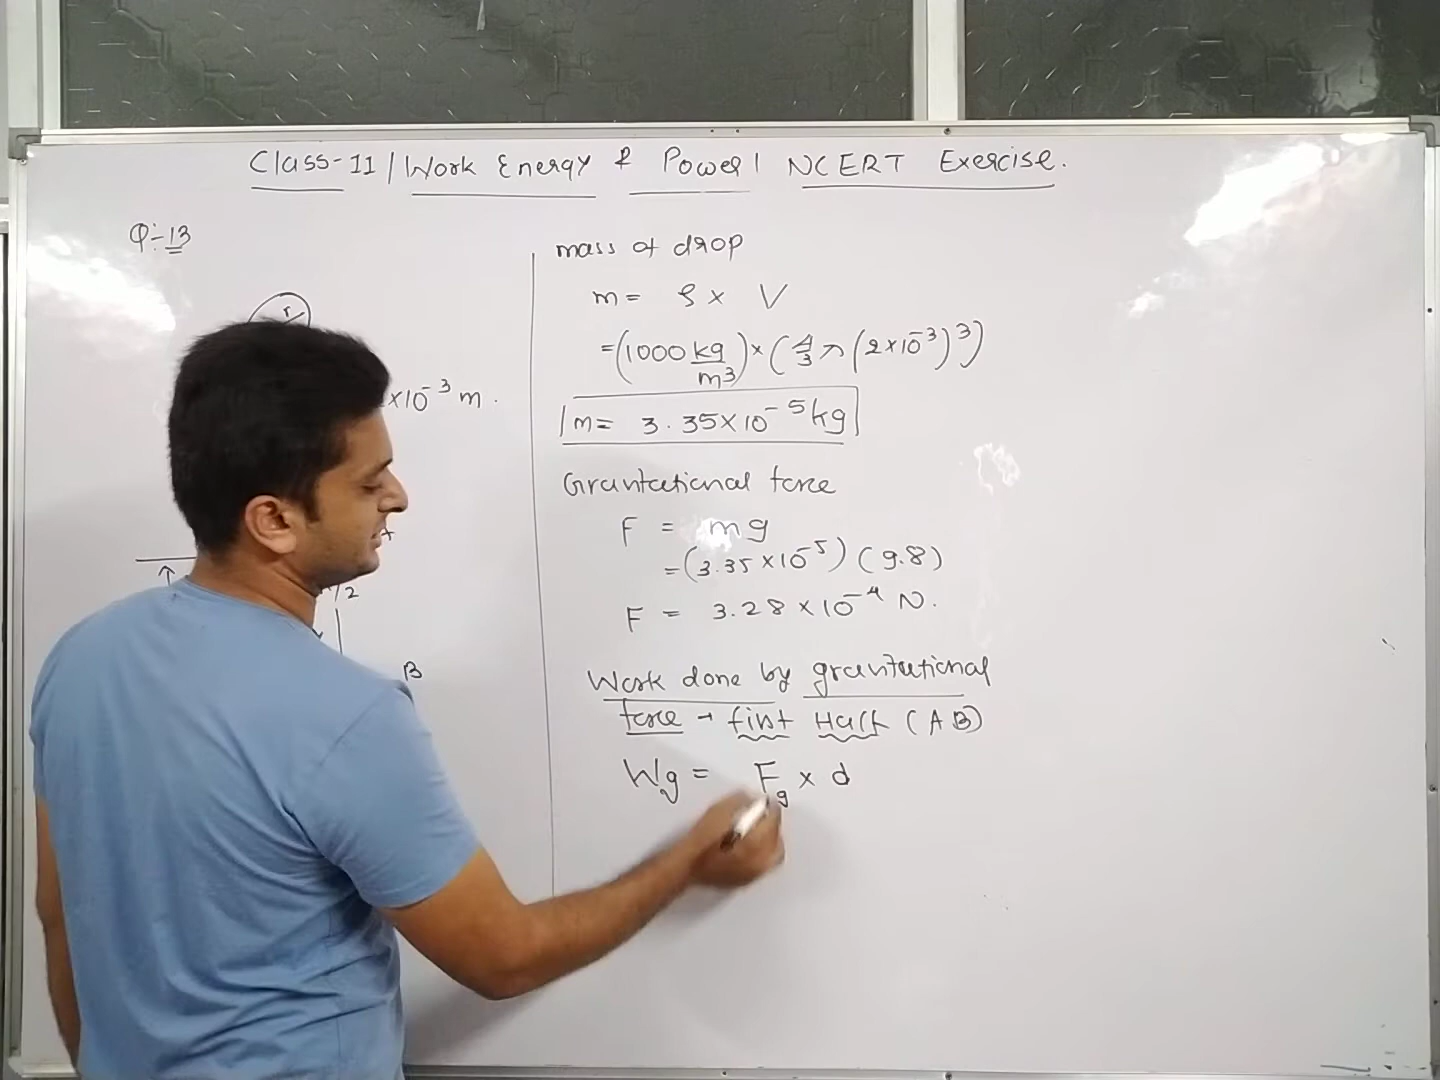 Class-11 / Work Energy & Power | NCERT Exercise.
Q:-13
r
×10⁻³ m.
/2
B
mass of drop
m = ρ × V
= (1000 kg/m³) × (4/3 π (2×10⁻³)³)
m = 3.35×10⁻⁵ kg
Gravitational force
F = mg
= (3.35×10⁻⁵) (9.8)
F = 3.28×10⁻⁴ N.
Work done by gravitational
force → first Half (AB)
Wg = Fg × d